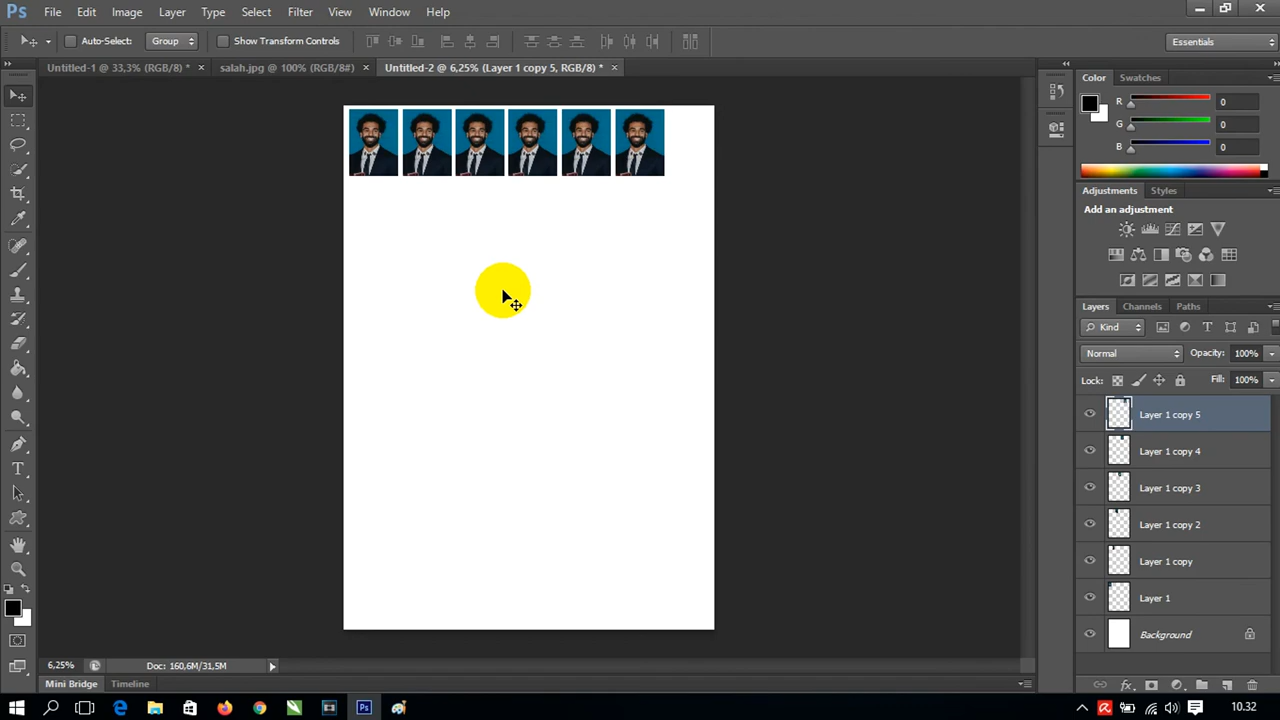 Ps File Edit Image Layer Type Select Filter View Window Help
Auto-Select: Group Show Transform Controls Essentials
Untitled-1 @ 33,3% (RGB/8) * × salah.jpg @ 100% (RGB/8#) × Untitled-2 @ 6,25% (Layer 1 copy 5, RGB/8) * ×
Color Swatches
R 0
G 0
B 0
Adjustments Styles
Add an adjustment
Layers Channels Paths
Kind
Normal Opacity: 100%
Lock: Fill: 100%
Layer 1 copy 5
Layer 1 copy 4
Layer 1 copy 3
Layer 1 copy 2
Layer 1 copy
Layer 1
Background
6,25% Doc: 160,6M/31,5M
Mini Bridge Timeline
Ps 10.32